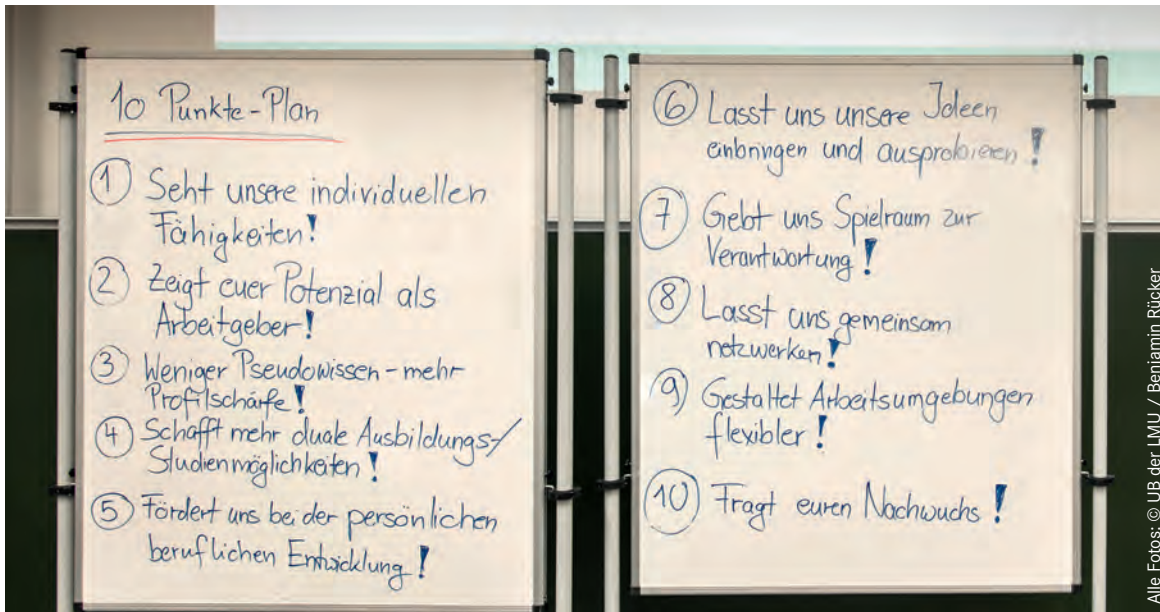 10 Punkte-Plan
1 Seht unsere individuellen
Fähigkeiten!
2 Zeigt euer Potenzial als
Arbeitgeber!
3 Weniger Pseudowissen - mehr
Profilschärfe!
4 Schafft mehr duale Ausbildungs-/
Studienmöglichkeiten!
5 Fördert uns bei der persönlichen
beruflichen Entwicklung!
6 Lasst uns unsere Ideen
einbringen und ausprobieren!
7 Gebt uns Spielraum zur
Verantwortung!
8 Lasst uns gemeinsam
netzwerken!
9 Gestaltet Arbeitsumgebungen
flexibler!
10 Fragt euren Nachwuchs!
Alle Fotos: © UB der LMU / Benjamin Rücker